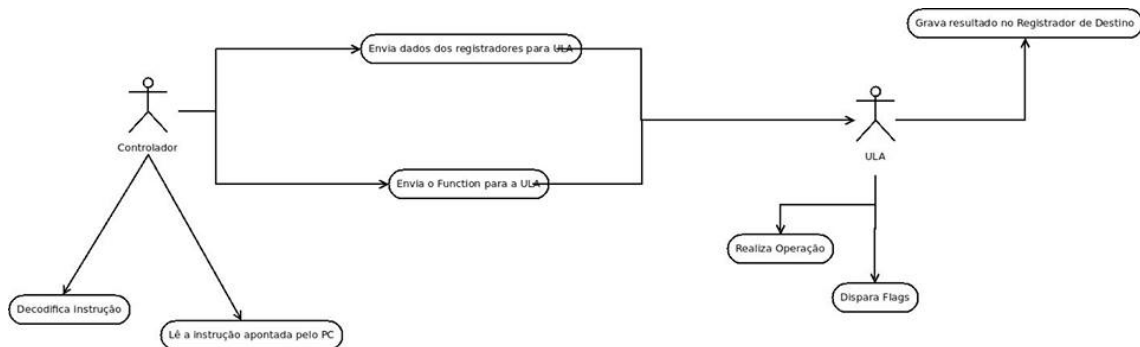 Grava resultado no Registrador de Destino
Envia dados dos registradores para ULA
Controlador
ULA
Envia o Function para a ULA
Realiza Operação
Decodifica instrução
Dispara Flags
Lê a instrução apontada pelo PC